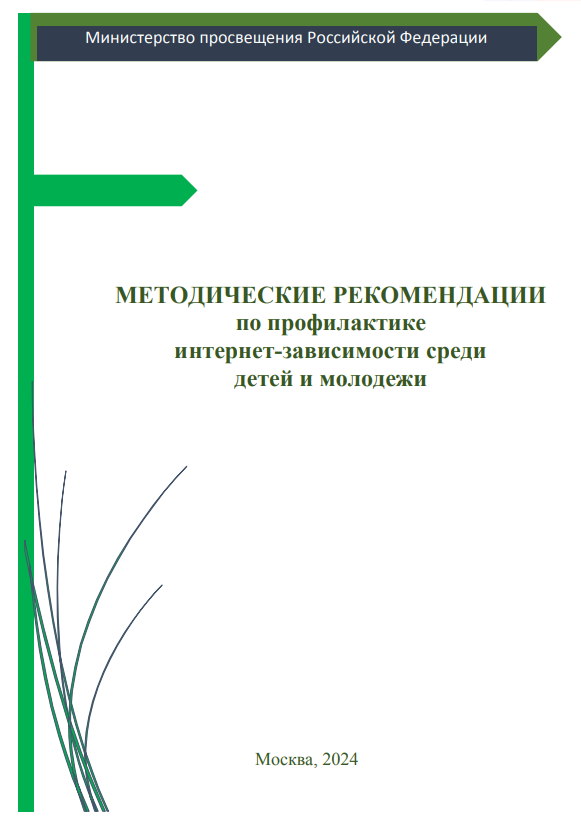 Министерство просвещения Российской Федерации
МЕТОДИЧЕСКИЕ РЕКОМЕНДАЦИИ
по профилактике
интернет-зависимости среди
детей и молодежи
Москва, 2024